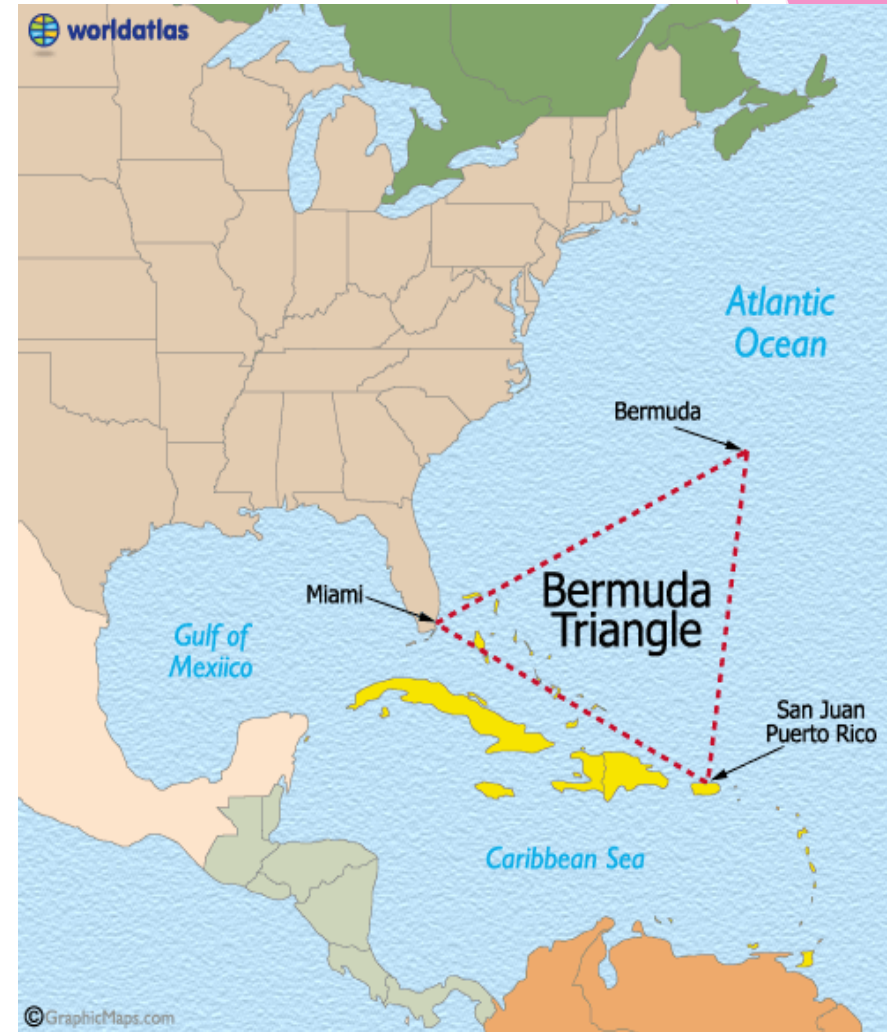 worldatlas
Atlantic
Ocean
Bermuda
Miami
Bermuda
Triangle
Gulf of
Mexiico
San Juan
Puerto Rico
Caribbean Sea
©GraphicMaps.com